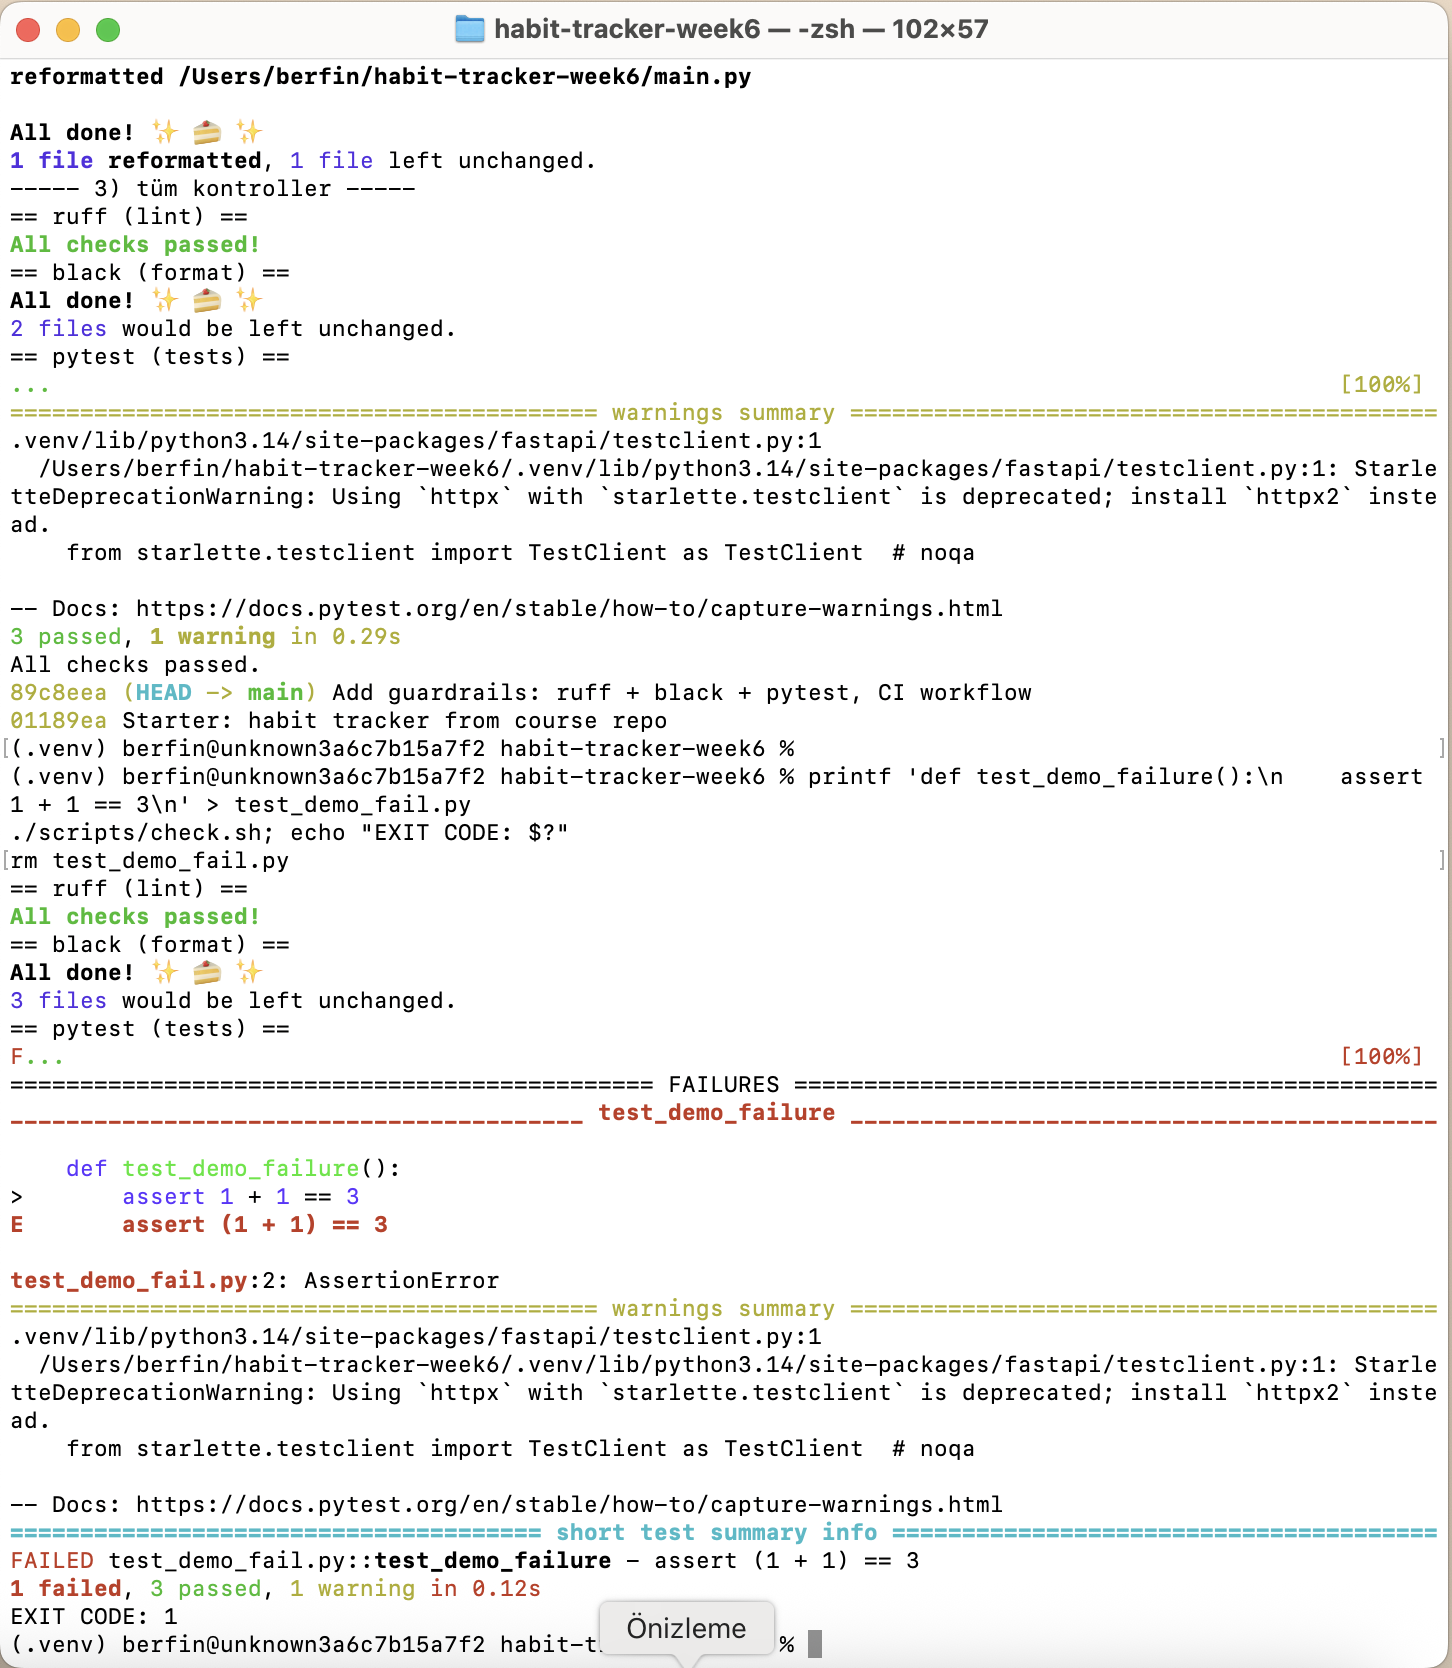 habit-tracker-week6 — -zsh — 102×57
reformatted /Users/berfin/habit-tracker-week6/main.py
All done! ✨ 🍰 ✨
1 file reformatted, 1 file left unchanged.
----- 3) tüm kontroller -----
== ruff (lint) ==
All checks passed!
== black (format) ==
All done! ✨ 🍰 ✨
2 files would be left unchanged.
== pytest (tests) ==
... [100%]
========================================== warnings summary ==========================================
.venv/lib/python3.14/site-packages/fastapi/testclient.py:1
  /Users/berfin/habit-tracker-week6/.venv/lib/python3.14/site-packages/fastapi/testclient.py:1: Starle
tteDeprecationWarning: Using `httpx` with `starlette.testclient` is deprecated; install `httpx2` inste
ad.
    from starlette.testclient import TestClient as TestClient  # noqa
-- Docs: https://docs.pytest.org/en/stable/how-to/capture-warnings.html
3 passed, 1 warning in 0.29s
All checks passed.
89c8eea (HEAD -> main) Add guardrails: ruff + black + pytest, CI workflow
01189ea Starter: habit tracker from course repo
[(.venv) berfin@unknown3a6c7b15a7f2 habit-tracker-week6 % ]
(.venv) berfin@unknown3a6c7b15a7f2 habit-tracker-week6 % printf 'def test_demo_failure():\n    assert
1 + 1 == 3\n' > test_demo_fail.py
./scripts/check.sh; echo "EXIT CODE: $?"
[rm test_demo_fail.py ]
== ruff (lint) ==
All checks passed!
== black (format) ==
All done! ✨ 🍰 ✨
3 files would be left unchanged.
== pytest (tests) ==
F... [100%]
============================================== FAILURES ==============================================
_________________________________________ test_demo_failure __________________________________________
    def test_demo_failure():
>       assert 1 + 1 == 3
E       assert (1 + 1) == 3
test_demo_fail.py:2: AssertionError
========================================== warnings summary ==========================================
.venv/lib/python3.14/site-packages/fastapi/testclient.py:1
  /Users/berfin/habit-tracker-week6/.venv/lib/python3.14/site-packages/fastapi/testclient.py:1: Starle
tteDeprecationWarning: Using `httpx` with `starlette.testclient` is deprecated; install `httpx2` inste
ad.
    from starlette.testclient import TestClient as TestClient  # noqa
-- Docs: https://docs.pytest.org/en/stable/how-to/capture-warnings.html
====================================== short test summary info =======================================
FAILED test_demo_fail.py::test_demo_failure - assert (1 + 1) == 3
1 failed, 3 passed, 1 warning in 0.12s
EXIT CODE: 1
(.venv) berfin@unknown3a6c7b15a7f2 %
Önizleme